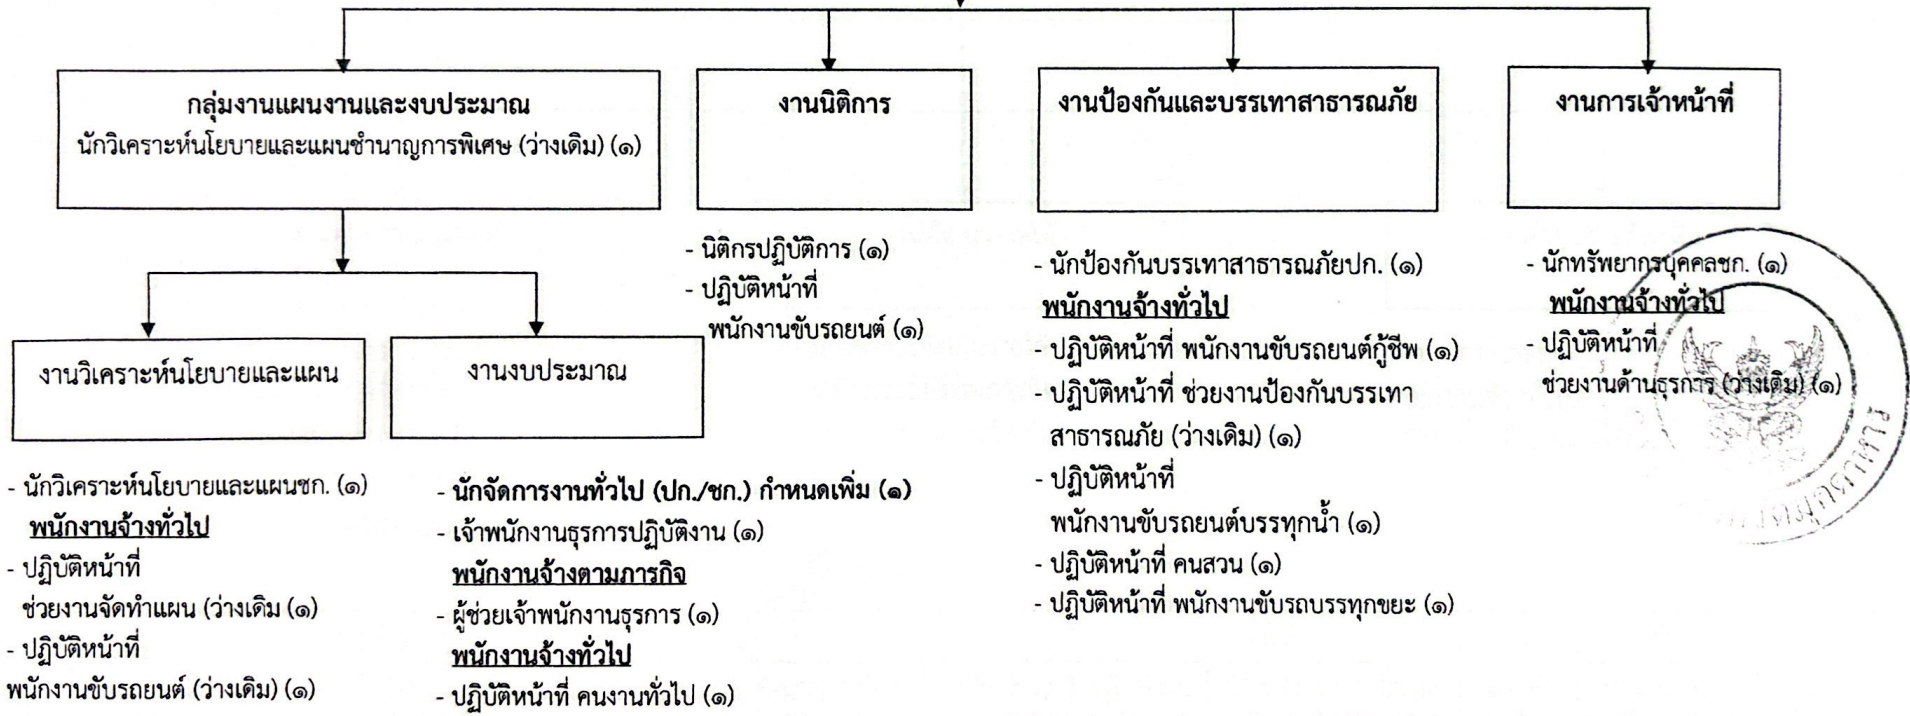 กลุ่มงานแผนงานและงบประมาณ
นักวิเคราะห์นโยบายและแผนชำนาญการพิเศษ (ว่างเดิม) (๑)
งานนิติการ
งานป้องกันและบรรเทาสาธารณภัย
งานการเจ้าหน้าที่
- นิติกรปฏิบัติการ (๑)
- ปฏิบัติหน้าที่
พนักงานขับรถยนต์ (๑)
- นักป้องกันบรรเทาสาธารณภัยปก. (๑)
พนักงานจ้างทั่วไป
- ปฏิบัติหน้าที่ พนักงานขับรถยนต์กู้ชีพ (๑)
- ปฏิบัติหน้าที่ ช่วยงานป้องกันบรรเทา
สาธารณภัย (ว่างเดิม) (๑)
- ปฏิบัติหน้าที่
พนักงานขับรถยนต์บรรทุกน้ำ (๑)
- ปฏิบัติหน้าที่ คนสวน (๑)
- ปฏิบัติหน้าที่ พนักงานขับรถบรรทุกขยะ (๑)
- นักทรัพยากรบุคคลชก. (๑)
พนักงานจ้างทั่วไป
- ปฏิบัติหน้าที่
ช่วยงานด้านธุรการ (ว่างเดิม) (๑)
งานวิเคราะห์นโยบายและแผน
งานงบประมาณ
- นักวิเคราะห์นโยบายและแผนชก. (๑)
พนักงานจ้างทั่วไป
- ปฏิบัติหน้าที่
ช่วยงานจัดทำแผน (ว่างเดิม (๑)
- ปฏิบัติหน้าที่
พนักงานขับรถยนต์ (ว่างเดิม) (๑)
- นักจัดการงานทั่วไป (ปก./ชก.) กำหนดเพิ่ม (๑)
- เจ้าพนักงานธุรการปฏิบัติงาน (๑)
พนักงานจ้างตามภารกิจ
- ผู้ช่วยเจ้าพนักงานธุรการ (๑)
พนักงานจ้างทั่วไป
- ปฏิบัติหน้าที่ คนงานทั่วไป (๑)